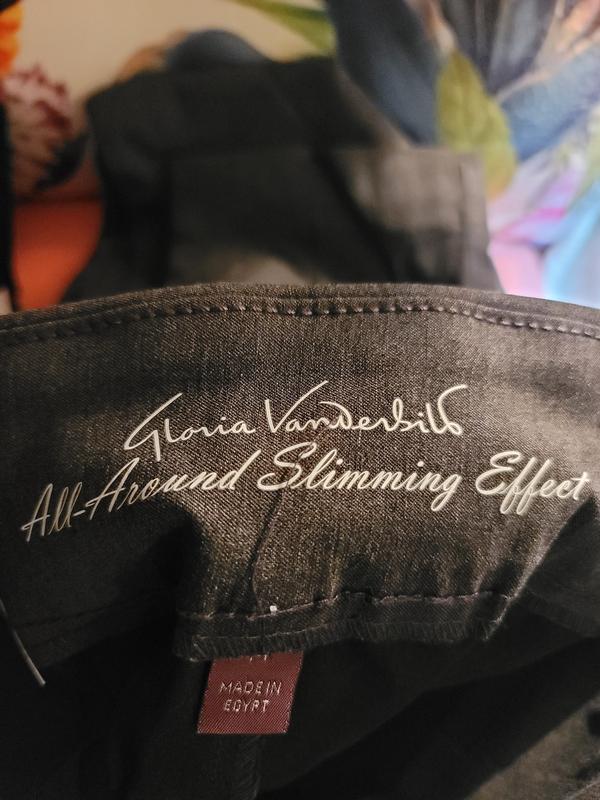 Gloria Vanderbilt
All-Around Slimming Effect
MADE IN
EGYPT